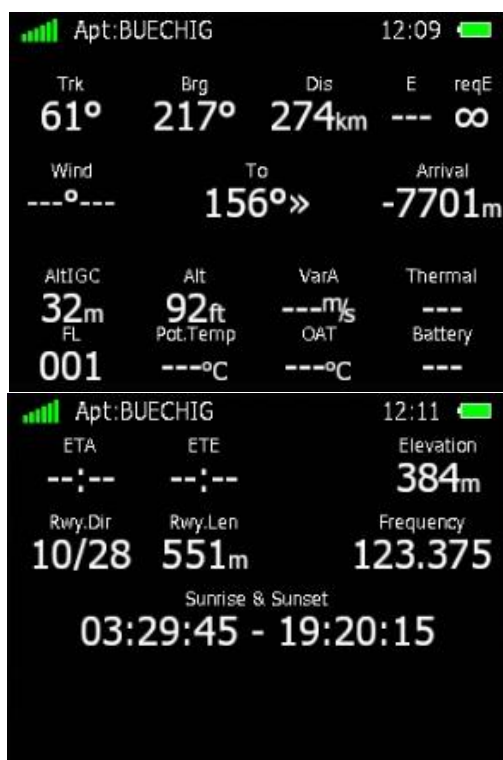 Apt:BUECHIG 12:09
Trk Brg Dis E reqE
61° 217° 274km --- ∞
Wind To Arrival
---°--- 156°» -7701m
AltIGC Alt VarA Thermal
32m 92ft ---m/s ---
FL Pot.Temp OAT Battery
001 ---°C ---°C ---
Apt:BUECHIG 12:11
ETA ETE Elevation
--:-- --:-- 384m
Rwy.Dir Rwy.Len Frequency
10/28 551m 123.375
Sunrise & Sunset
03:29:45 - 19:20:15